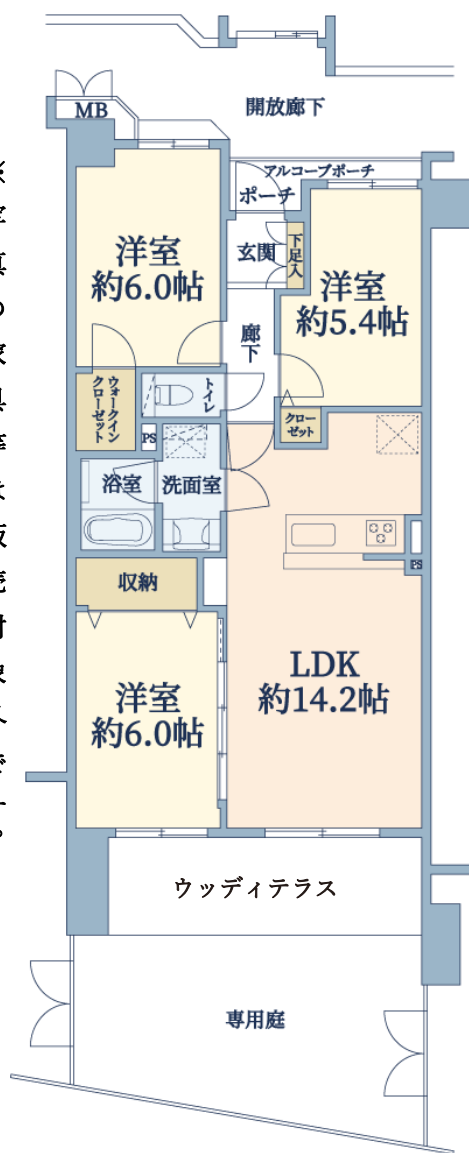 開放廊下
MB
アルコーブポーチ
ポーチ
洋室
約6.0帖
玄関
下足入
洋室
約5.4帖
廊下
ウォークイン
クローゼット
トイレ
クロー
ゼット
PS
浴室
洗面室
PS
収納
LDK
約14.2帖
洋室
約6.0帖
ウッディテラス
専用庭